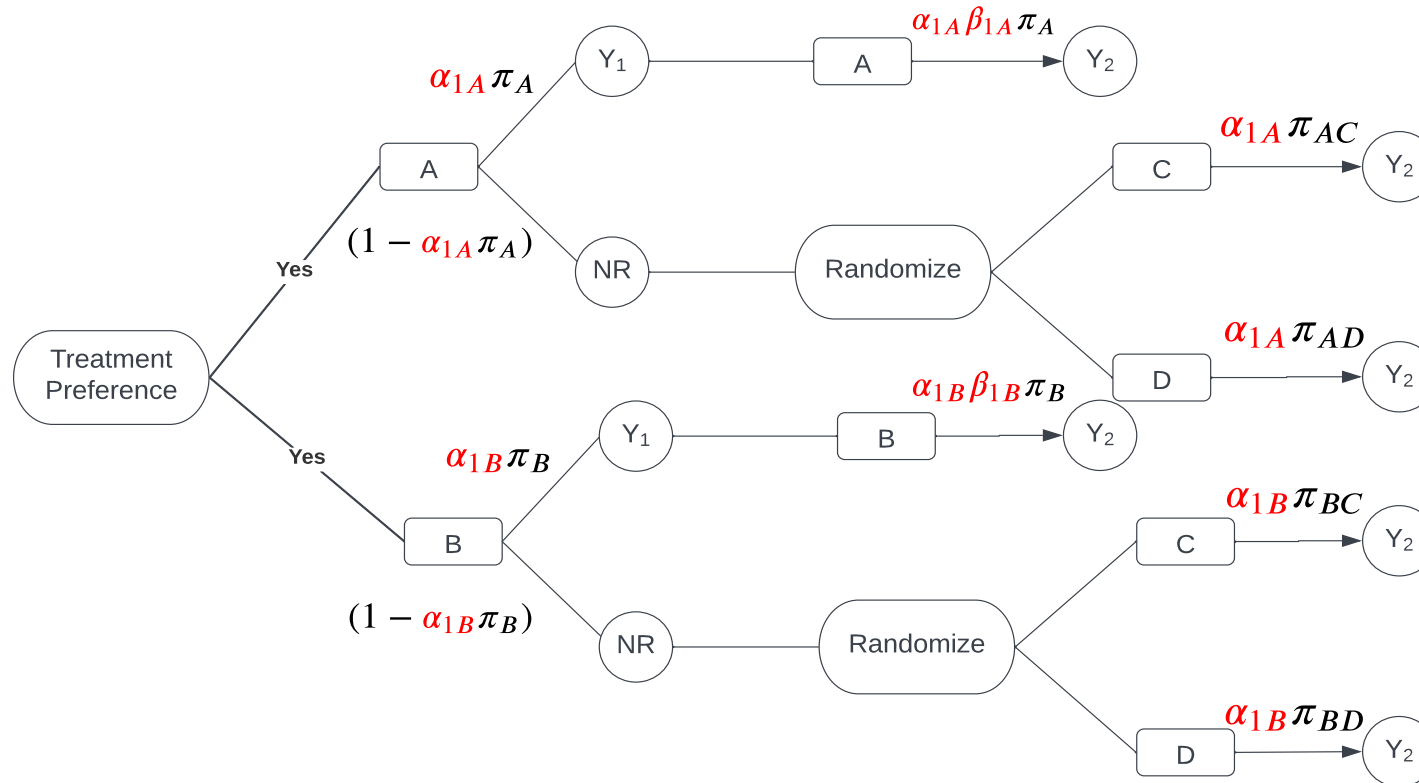 α₁ₐβ₁ₐπ_A
Y₁
A
Y₂
α₁ₐπ_A
α₁ₐπ_AC
C
Y₂
A
(1 − α₁ₐπ_A)
NR
Randomize
Yes
α₁ₐπ_AD
D
Y₂
Treatment
Preference
α₁Bβ₁Bπ_B
Y₁
B
Y₂
Yes
α₁Bπ_B
α₁Bπ_BC
C
Y₂
B
(1 − α₁Bπ_B)
NR
Randomize
α₁Bπ_BD
D
Y₂